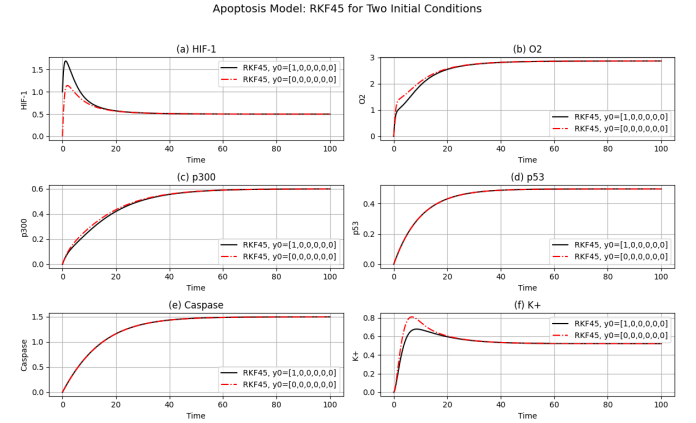 Apoptosis Model: RKF45 for Two Initial Conditions
(a) HIF-1
HIF-1
1.5
1.0
0.5
0.0
RKF45, y0=[1,0,0,0,0,0]
RKF45, y0=[0,0,0,0,0,0]
0 20 40 60 80 100
Time
(b) O2
O2
3
2
1
0
RKF45, y0=[1,0,0,0,0,0]
RKF45, y0=[0,0,0,0,0,0]
0 20 40 60 80 100
Time
(c) p300
p300
0.6
0.4
0.2
0.0
RKF45, y0=[1,0,0,0,0,0]
RKF45, y0=[0,0,0,0,0,0]
0 20 40 60 80 100
Time
(d) p53
p53
0.4
0.2
0.0
RKF45, y0=[1,0,0,0,0,0]
RKF45, y0=[0,0,0,0,0,0]
0 20 40 60 80 100
Time
(e) Caspase
Caspase
1.5
1.0
0.5
0.0
RKF45, y0=[1,0,0,0,0,0]
RKF45, y0=[0,0,0,0,0,0]
0 20 40 60 80 100
Time
(f) K+
K+
0.8
0.6
0.4
0.2
0.0
RKF45, y0=[1,0,0,0,0,0]
RKF45, y0=[0,0,0,0,0,0]
0 20 40 60 80 100
Time